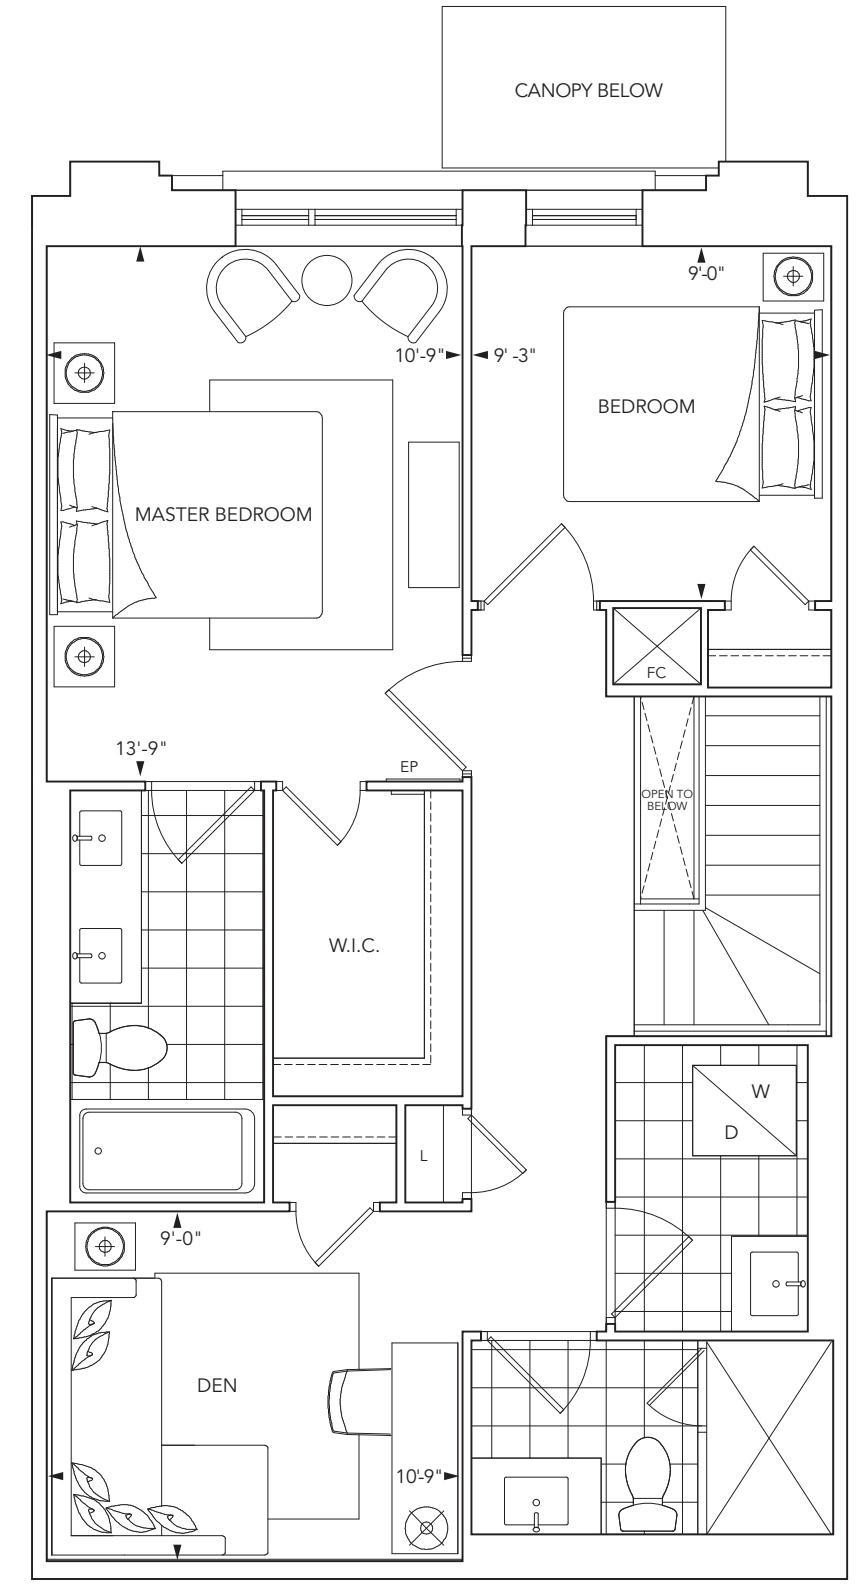 CANOPY BELOW
9'-0"
10'-9"
9' -3"
BEDROOM
MASTER BEDROOM
FC
13'-9"
EP
OPEN TO
BELOW
W.I.C.
W
D
L
9'-0"
DEN
10'-9"